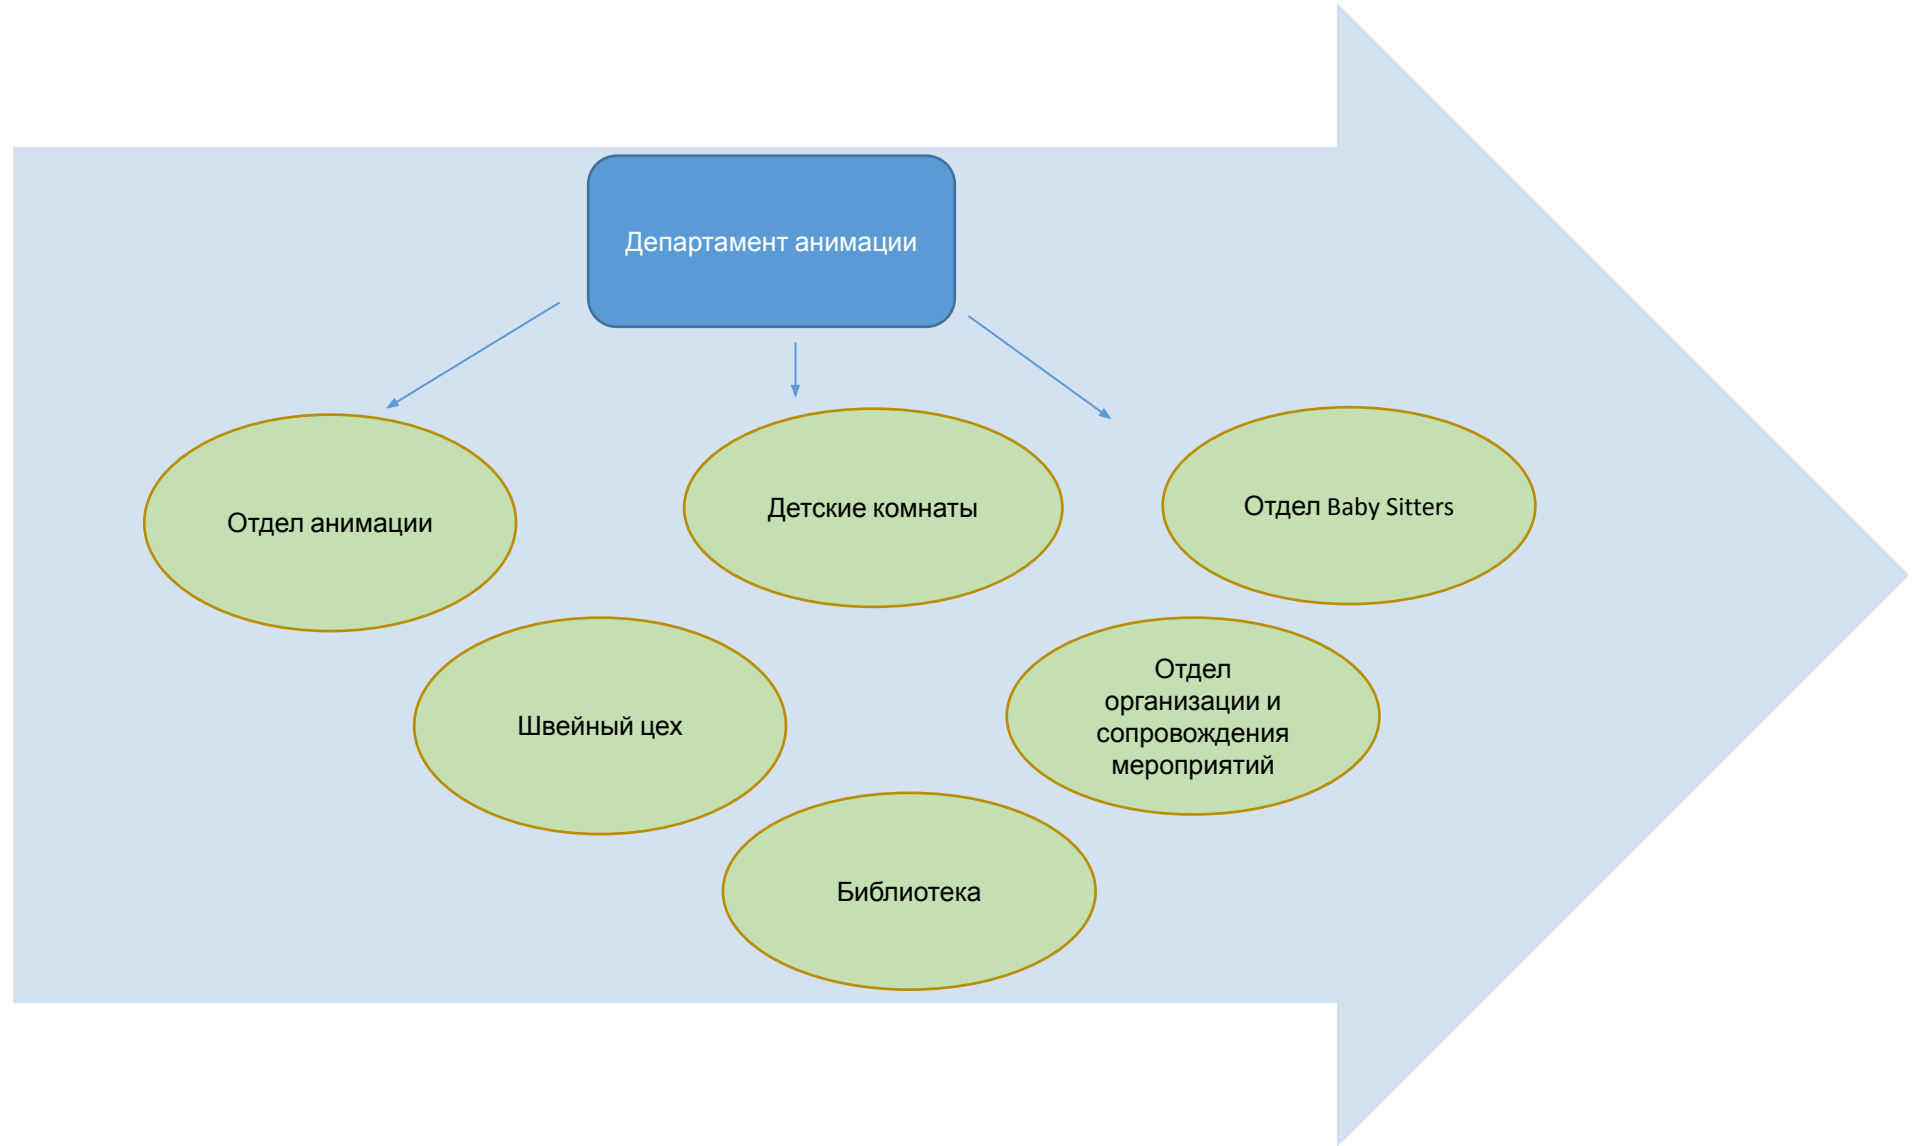 Департамент анимации
Отдел анимации
Детские комнаты
Отдел Baby Sitters
Швейный цех
Отдел
организации и
сопровождения
мероприятий
Библиотека